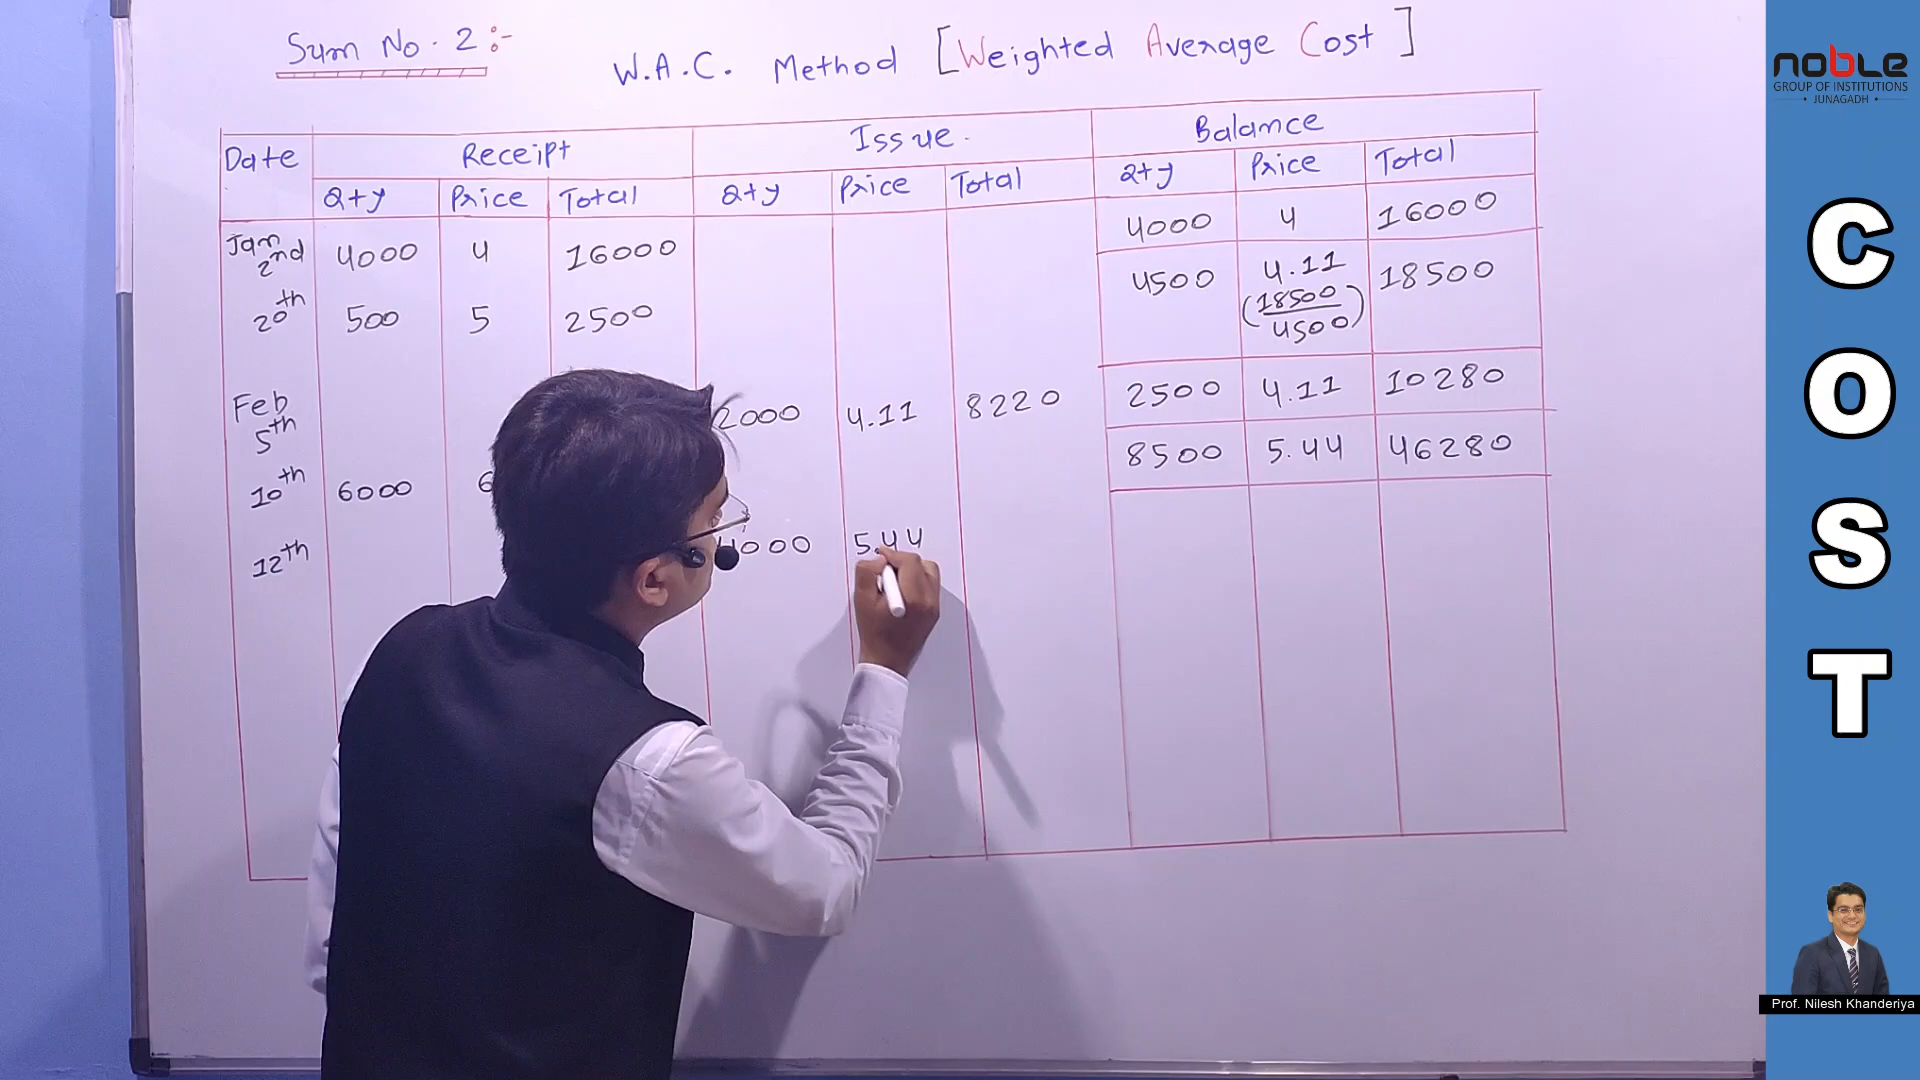 Sum No. 2 :-
W.A.C. Method [Weighted Average Cost]
Date Receipt Issue. Balance
Qty Price Total Qty Price Total Qty Price Total
4000 4 16000
Jan 2nd 4000 4 16000
4500 4.11 (18500/4500) 18500
20th 500 5 2500
Feb 5th 2000 4.11 8220 2500 4.11 10280
8500 5.44 46280
10th 6000 6
12th 4000 5.44
noble
GROUP OF INSTITUTIONS
• JUNAGADH •
COST
Prof. Nilesh Khanderiya